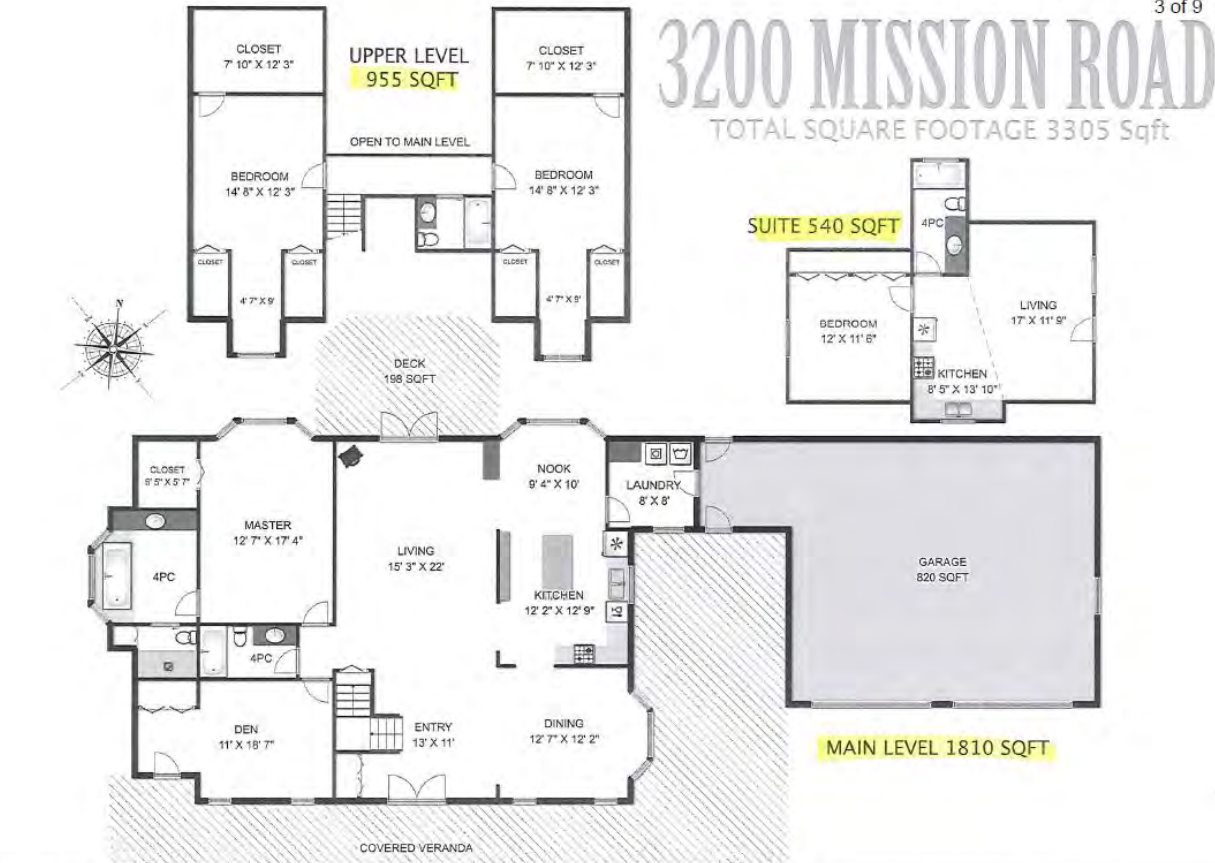 3 of 9
3200 MISSION ROAD
TOTAL SQUARE FOOTAGE 3305 Sqft
UPPER LEVEL
955 SQFT
CLOSET
7' 10" X 12' 3"
CLOSET
7' 10" X 12' 3"
OPEN TO MAIN LEVEL
BEDROOM
14' 8" X 12' 3"
BEDROOM
14' 8" X 12' 3"
CLOSET
CLOSET
4' 7" X 9'
CLOSET
CLOSET
4' 7" X 9'
SUITE 540 SQFT
4PC
LIVING
17' X 11' 9"
BEDROOM
12' X 11' 6"
KITCHEN
8' 5" X 13' 10"
N
DECK
198 SQFT
CLOSET
MASTER
12' 7" X 17' 4"
4PC
4PC
LIVING
15' 3" X 22'
NOOK
9' 4" X 10'
LAUNDRY
8' X 8'
KITCHEN
12' 2" X 12' 9"
GARAGE
820 SQFT
DEN
11' X 18' 7"
ENTRY
13' X 11'
DINING
12' 7" X 12' 2"
MAIN LEVEL 1810 SQFT
COVERED VERANDA